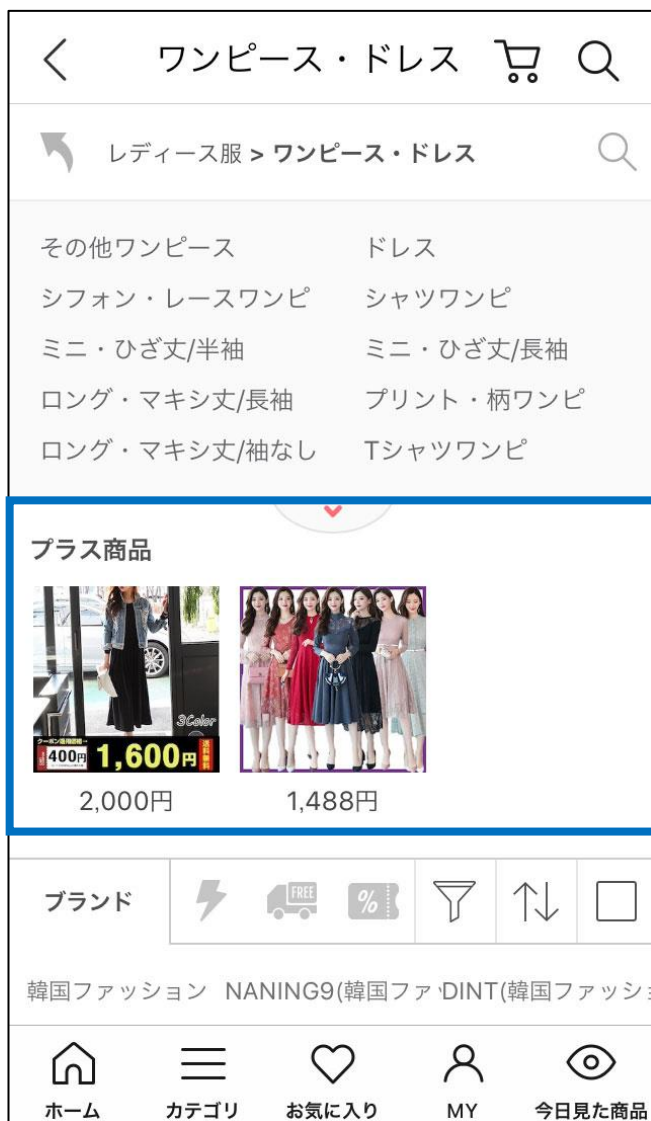 ワンピース・ドレス
レディース服 > ワンピース・ドレス
その他ワンピース ドレス
シフォン・レースワンピ シャツワンピ
ミニ・ひざ丈/半袖 ミニ・ひざ丈/長袖
ロング・マキシ丈/長袖 プリント・柄ワンピ
ロング・マキシ丈/袖なし Tシャツワンピ
プラス商品
3Color
400円 1,600円 送料無料
2,000円 1,488円
ブランド FREE %
韓国ファッション NANING9(韓国ファ DINT(韓国ファッショ
ホーム カテゴリ お気に入り MY 今日見た商品